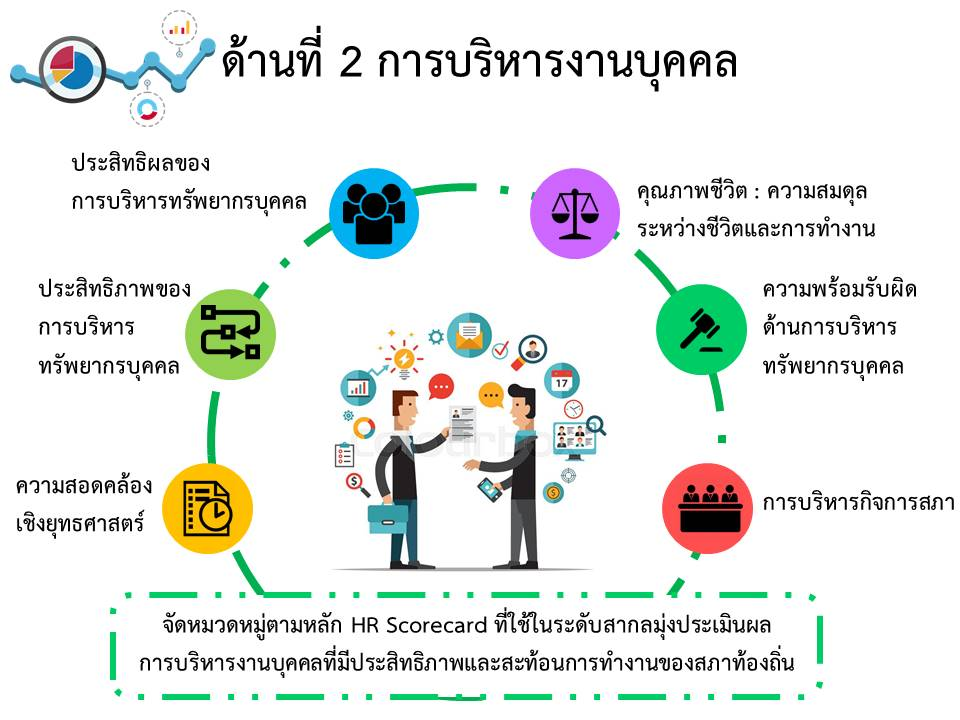 ด้านที่ 2 การบริหารงานบุคคล
ประสิทธิผลของ
การบริหารทรัพยากรบุคคล
คุณภาพชีวิต : ความสมดุล
ระหว่างชีวิตและการทำงาน
ประสิทธิภาพของ
การบริหาร
ทรัพยากรบุคคล
ความพร้อมรับผิด
ด้านการบริหาร
ทรัพยากรบุคคล
17
ความสอดคล้อง
เชิงยุทธศาสตร์
การบริหารกิจการสภา
จัดหมวดหมู่ตามหลัก HR Scorecard ที่ใช้ในระดับสากลมุ่งประเมินผล
การบริหารงานบุคคลที่มีประสิทธิภาพและสะท้อนการทำงานของสภาท้องถิ่น